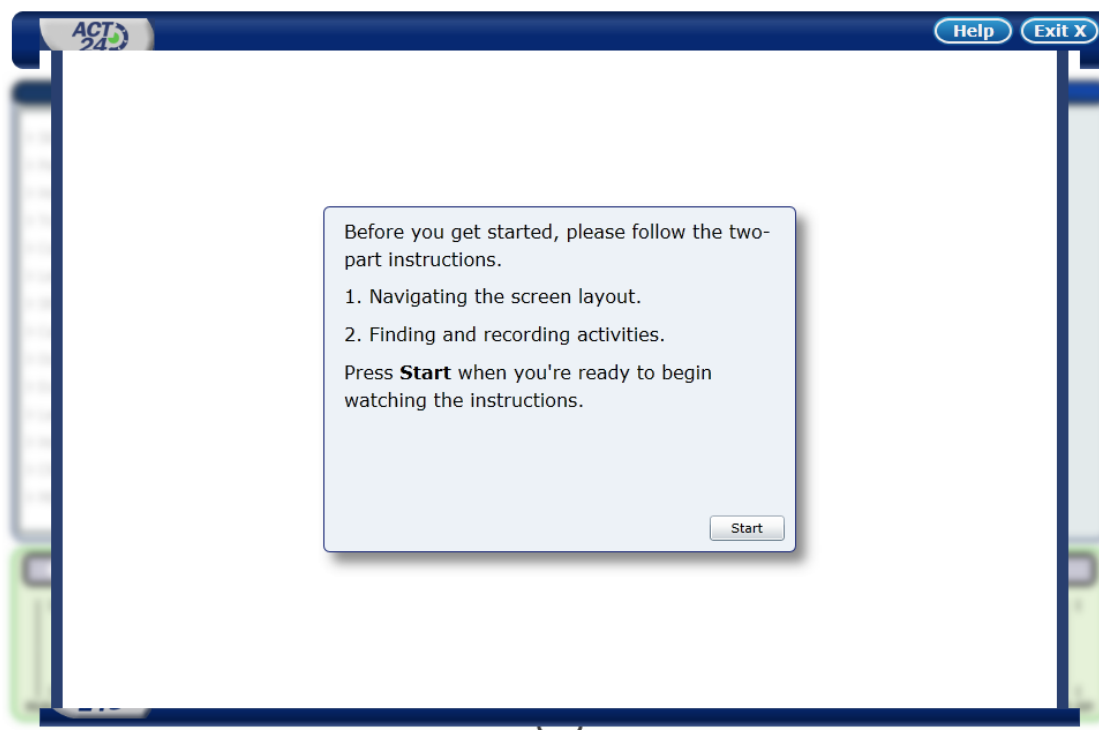 ACT
24
Help
Exit X
Before you get started, please follow the two-
part instructions.
1. Navigating the screen layout.
2. Finding and recording activities.
Press Start when you're ready to begin
watching the instructions.
Start